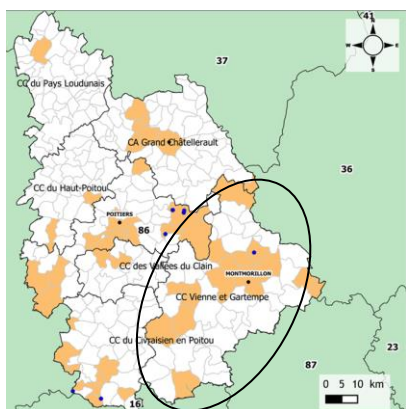 41
37
CC du Pays Loudunais
CA Grand Châtellerault
36
CC du Haut-Poitou
POITIERS
86
CC des Vallées du Clain
MONTMORILLON
CC Vienne et Gartempe
CC du Civraisien en Poitou
87
23
16
0 5 10 km